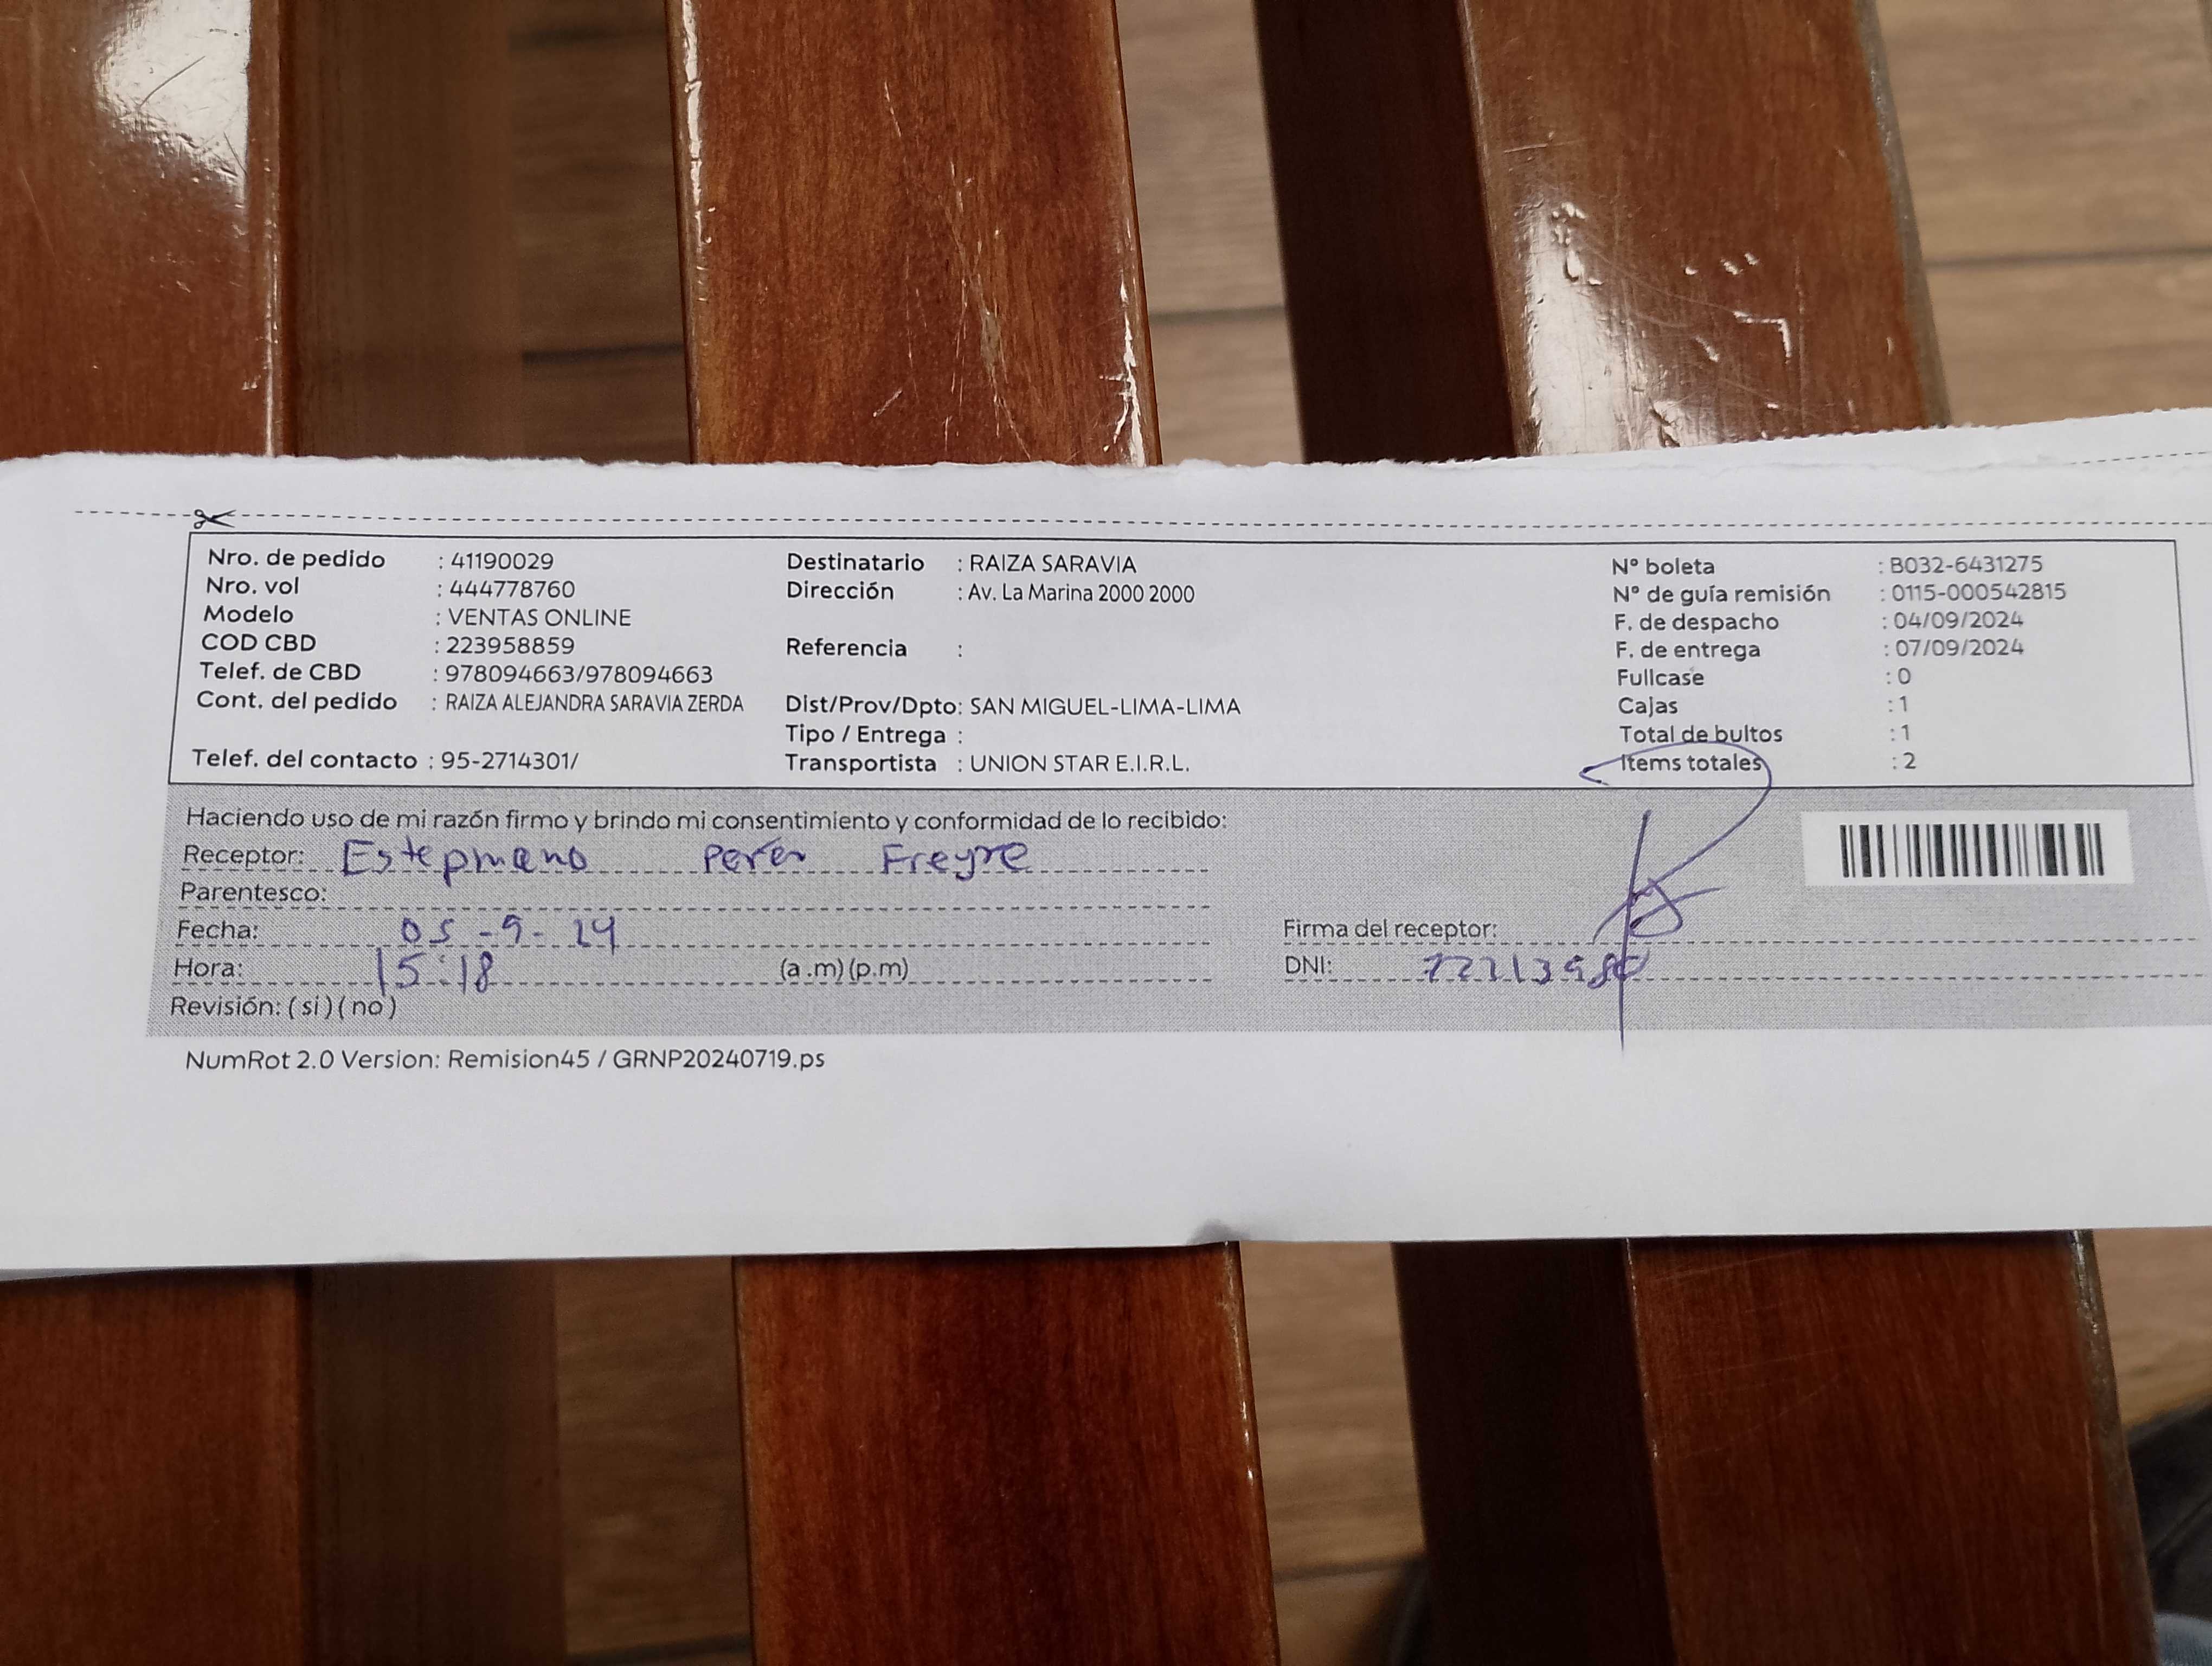 Nro. de pedido : 41190029
Nro. vol : 444778760
Modelo : VENTAS ONLINE
COD CBD : 223958859
Telef. de CBD : 978094663/978094663
Cont. del pedido : RAIZA ALEJANDRA SARAVIA ZERDA
Telef. del contacto : 95-2714301/
Destinatario : RAIZA SARAVIA
Dirección : Av. La Marina 2000 2000
Referencia :
Dist/Prov/Dpto: SAN MIGUEL-LIMA-LIMA
Tipo / Entrega :
Transportista : UNION STAR E.I.R.L.
N° boleta : B032-6431275
N° de guía remisión : 0115-000542815
F. de despacho : 04/09/2024
F. de entrega : 07/09/2024
Fullcase : 0
Cajas : 1
Total de bultos : 1
Items totales : 2
Haciendo uso de mi razón firmo y brindo mi consentimiento y conformidad de lo recibido:
Receptor: Estephano Freyre
Parentesco:
Fecha: 05-9-24
Hora: 15:18 (a.m)(p.m)
Revisión: (si)(no)
Firma del receptor:
DNI:
NumRot 2.0 Version: Remision45 / GRNP20240719.ps